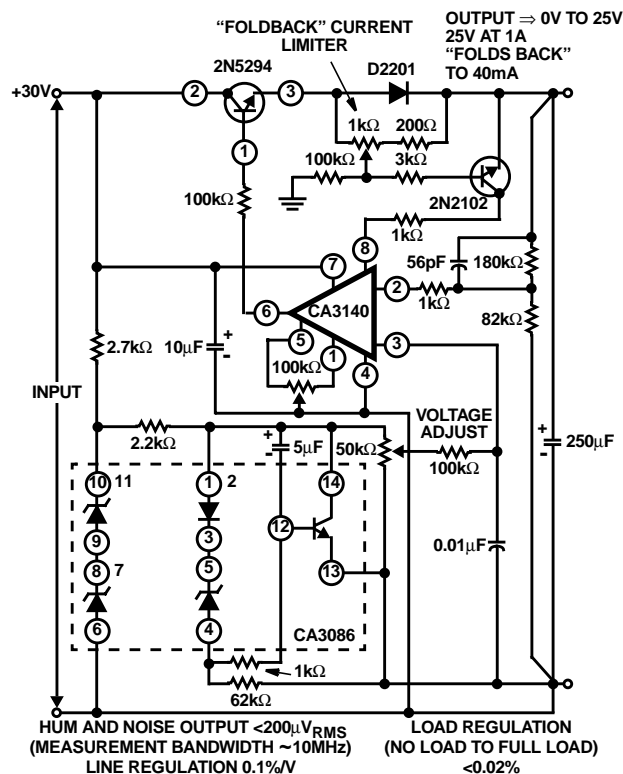 “FOLDBACK” CURRENT
LIMITER
OUTPUT ⇒ 0V TO 25V
25V AT 1A
“FOLDS BACK”
TO 40mA
2N5294
D2201
+30V
2
3
1kΩ
200Ω
1
100kΩ
3kΩ
100kΩ
2N2102
8
1kΩ
7
56pF
180kΩ
6
CA3140
2
1kΩ
5
3
82kΩ
2.7kΩ
10µF
+
-
100kΩ
1
4
INPUT
VOLTAGE
ADJUST
2.2kΩ
+
-
5µF
50kΩ
100kΩ
+
-
250µF
10
11
1
2
14
9
3
12
0.01µF
8
7
5
13
6
4
CA3086
1kΩ
62kΩ
HUM AND NOISE OUTPUT <200µVRMS
(MEASUREMENT BANDWIDTH ~10MHz)
LINE REGULATION 0.1%/V
LOAD REGULATION
(NO LOAD TO FULL LOAD)
<0.02%